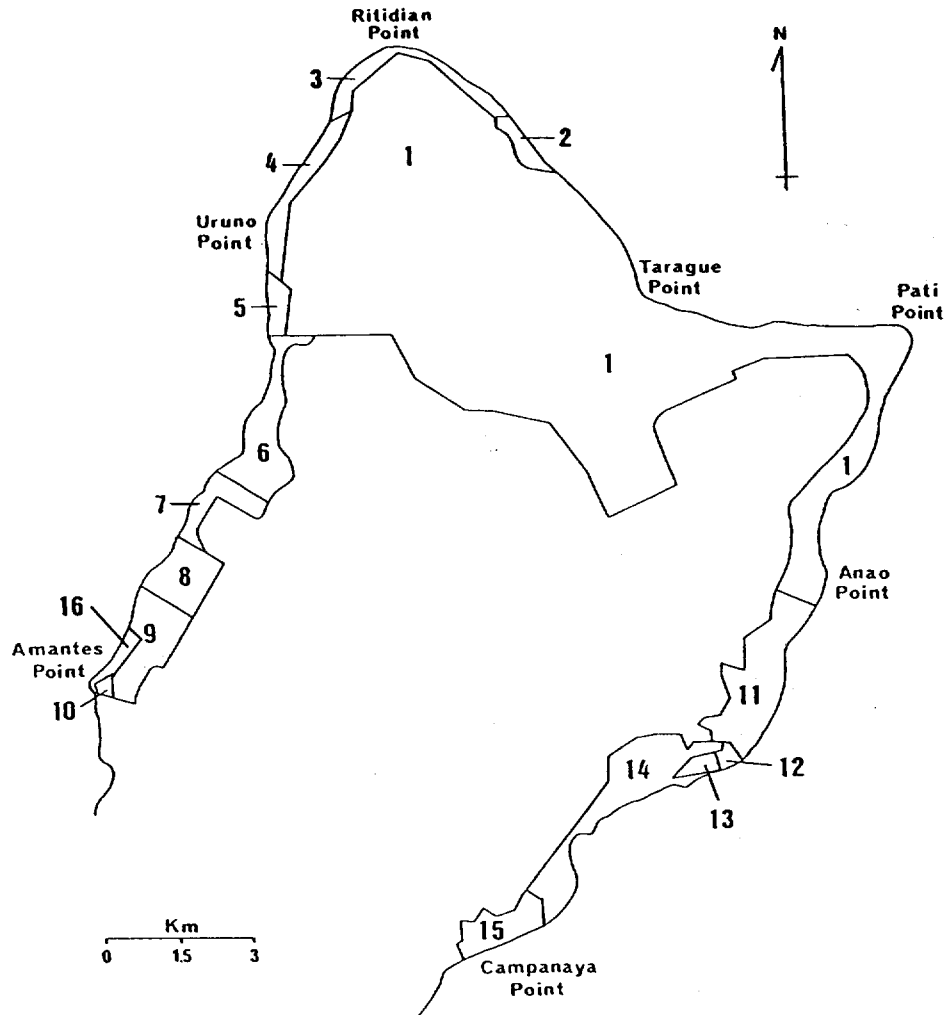 Ritidian
Point
N
3
2
1
4
Uruno
Point
Tarague
Point
Pati
Point
5
1
6
1
7
8
Anao
Point
16
9
Amantes
Point
10
11
14
12
13
15
Km
0 1.5 3
Campanaya
Point